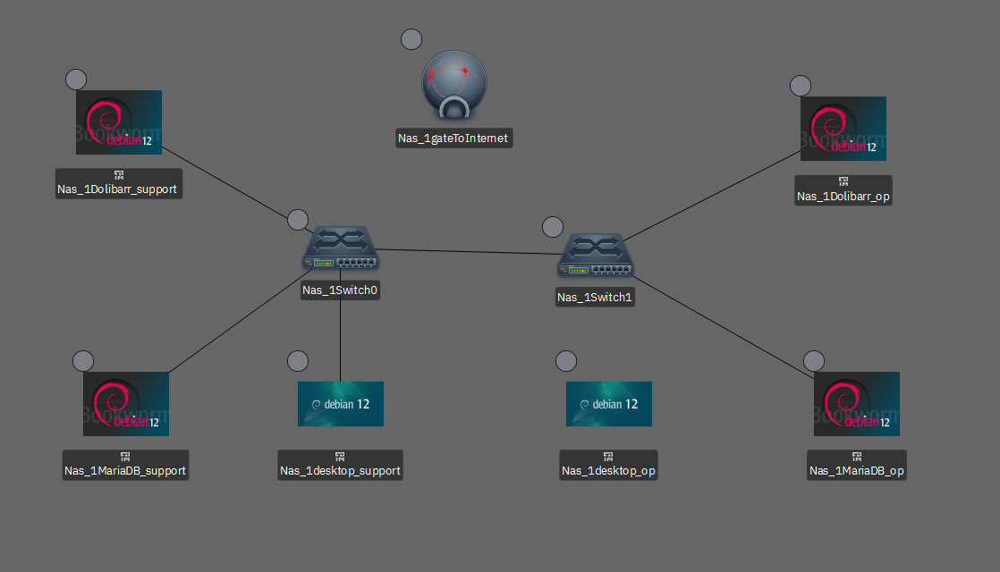 Nas_1gateToInternet
Bookworm
debian 12
Nas_1Dolibarr_support
Bookworm
debian 12
Nas_1Dolibarr_op
Nas_1Switch0
Nas_1Switch1
Bookworm
debian 12
Nas_1MariaDB_support
debian 12
Nas_1desktop_support
debian 12
Nas_1desktop_op
Bookworm
debian 12
Nas_1MariaDB_op